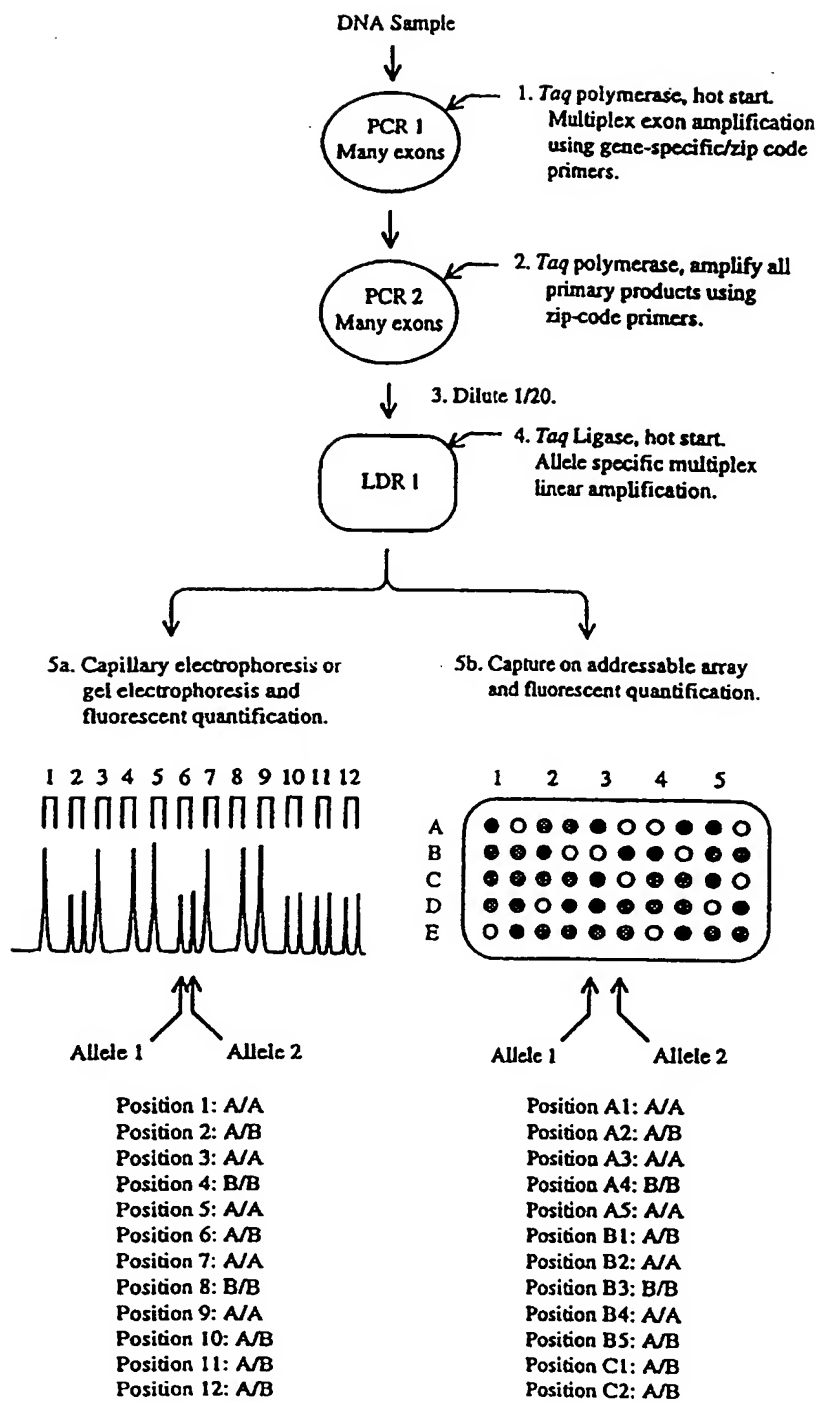 DNA Sample
PCR 1
Many exons
1. Taq polymerase, hot start.
Multiplex exon amplification
using gene-specific/zip code
primers.
PCR 2
Many exons
2. Taq polymerase, amplify all
primary products using
zip-code primers.
3. Dilute 1/20.
LDR 1
4. Taq Ligase, hot start.
Allele specific multiplex
linear amplification.
5a. Capillary electrophoresis or
gel electrophoresis and
fluorescent quantification.
5b. Capture on addressable array
and fluorescent quantification.
1 2 3 4 5 6 7 8 9 10 11 12
1 2 3 4 5
A
B
C
D
E
Allele 1 Allele 2
Allele 1 Allele 2
Position 1: A/A
Position 2: A/B
Position 3: A/A
Position 4: B/B
Position 5: A/A
Position 6: A/B
Position 7: A/A
Position 8: B/B
Position 9: A/A
Position 10: A/B
Position 11: A/B
Position 12: A/B
Position A1: A/A
Position A2: A/B
Position A3: A/A
Position A4: B/B
Position A5: A/A
Position B1: A/B
Position B2: A/A
Position B3: B/B
Position B4: A/A
Position B5: A/B
Position C1: A/B
Position C2: A/B